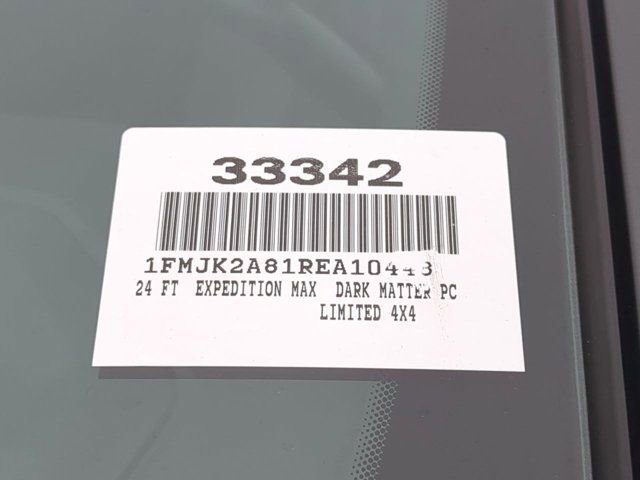 33342
1FMJK2A81REA10448
24 FT EXPEDITION MAX DARK MATTER PC
LIMITED 4X4